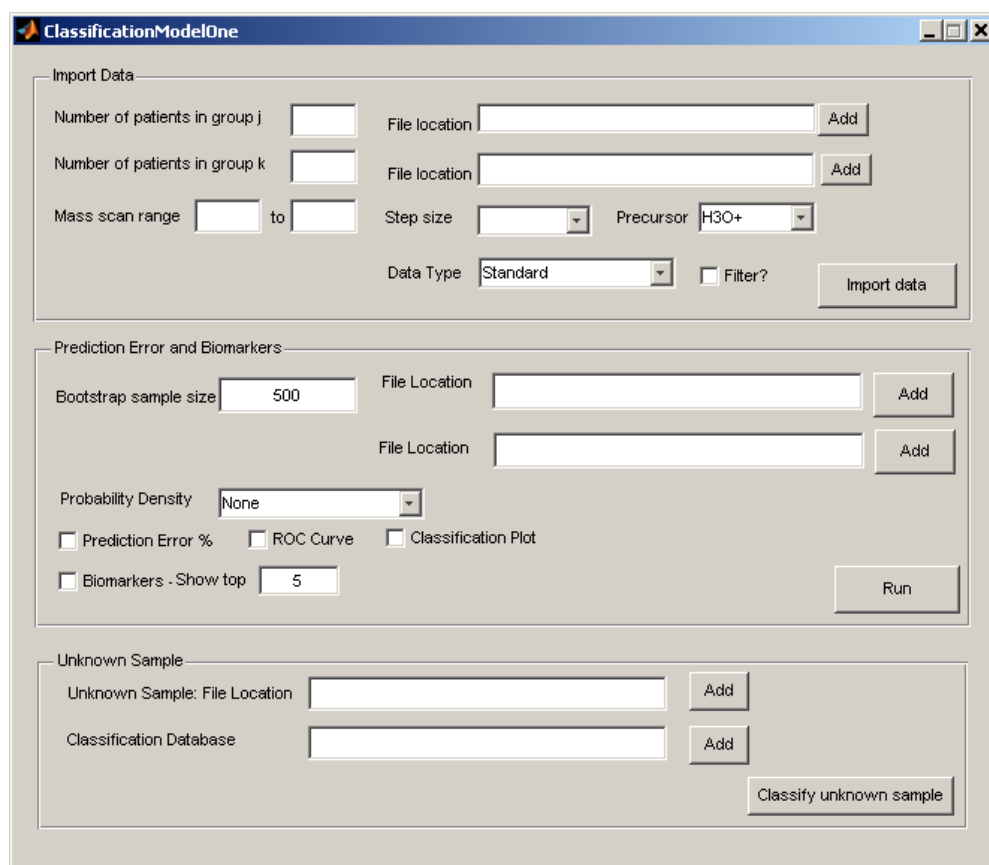 ClassificationModelOne
Import Data
Number of patients in group j File location Add
Number of patients in group k File location Add
Mass scan range to Step size Precursor H3O+
Data Type Standard Filter? Import data
Prediction Error and Biomarkers
Bootstrap sample size 500 File Location Add
File Location Add
Probability Density None
Prediction Error % ROC Curve Classification Plot
Biomarkers - Show top 5 Run
Unknown Sample
Unknown Sample: File Location Add
Classification Database Add
Classify unknown sample